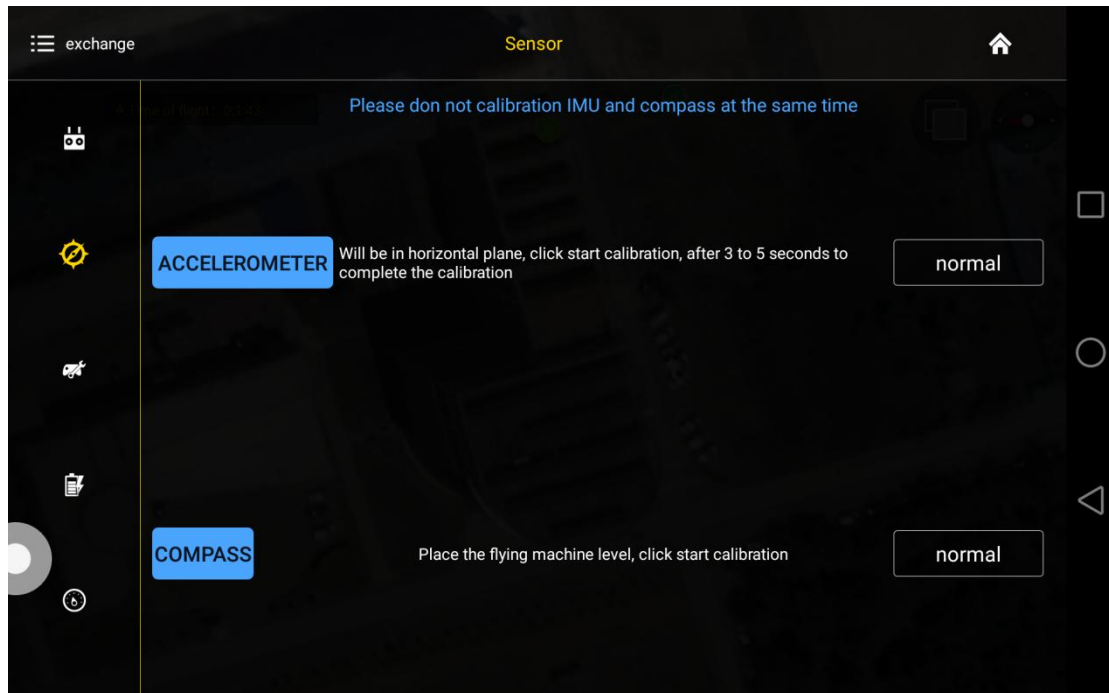 exchange
Sensor
Please don not calibration IMU and compass at the same time
ACCELEROMETER
Will be in horizontal plane, click start calibration, after 3 to 5 seconds to
complete the calibration
normal
COMPASS
Place the flying machine level, click start calibration
normal